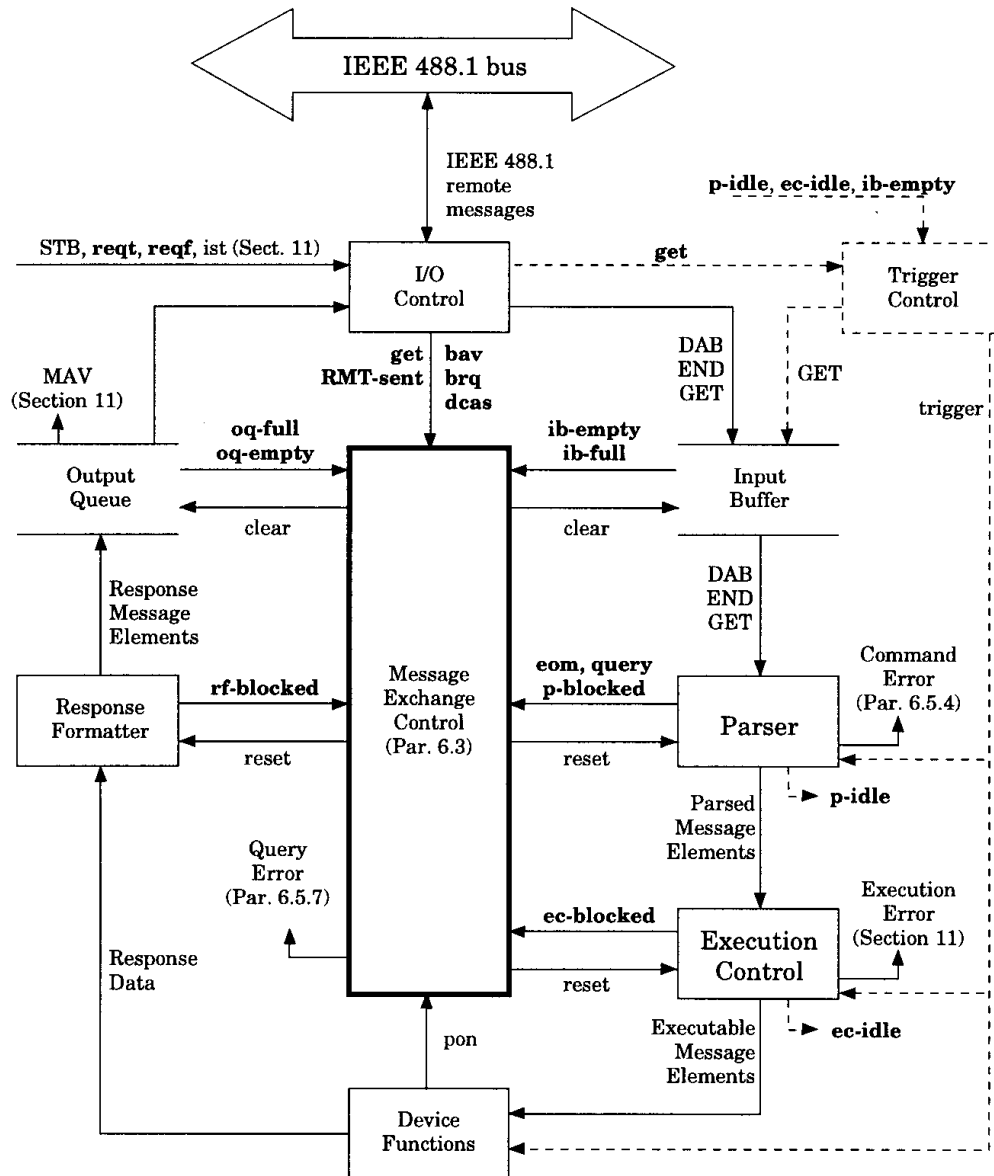 IEEE 488.1 bus
IEEE 488.1
remote
messages
p-idle, ec-idle, ib-empty
STB, reqt, reqf, ist (Sect. 11)
I/O
Control
get
Trigger
Control
MAV
(Section 11)
get
RMT-sent
bav
brq
dcas
DAB
END
GET
GET
trigger
Output
Queue
oq-full
oq-empty
clear
ib-empty
ib-full
clear
Input
Buffer
Response
Message
Elements
DAB
END
GET
Response
Formatter
rf-blocked
reset
Message
Exchange
Control
(Par. 6.3)
eom, query
p-blocked
reset
Parser
Command
Error
(Par. 6.5.4)
p-idle
Parsed
Message
Elements
Query
Error
(Par. 6.5.7)
ec-blocked
reset
Execution
Control
Execution
Error
(Section 11)
ec-idle
Response
Data
pon
Executable
Message
Elements
Device
Functions